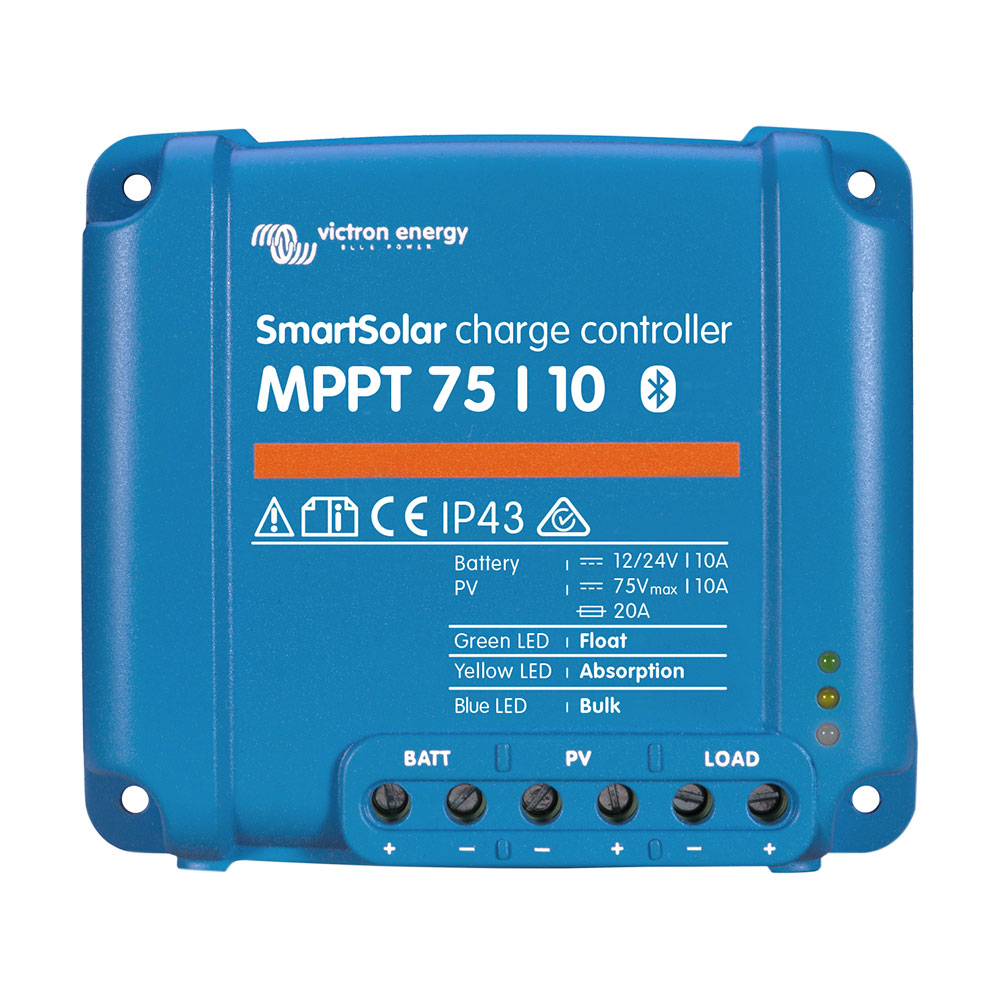 victron energy
BLUE POWER
SmartSolar charge controller
MPPT 75 | 10
CE IP43
Battery | 12/24V | 10A
PV | 75Vmax | 10A
20A
Green LED | Float
Yellow LED | Absorption
Blue LED | Bulk
BATT PV LOAD
+ − − + − +